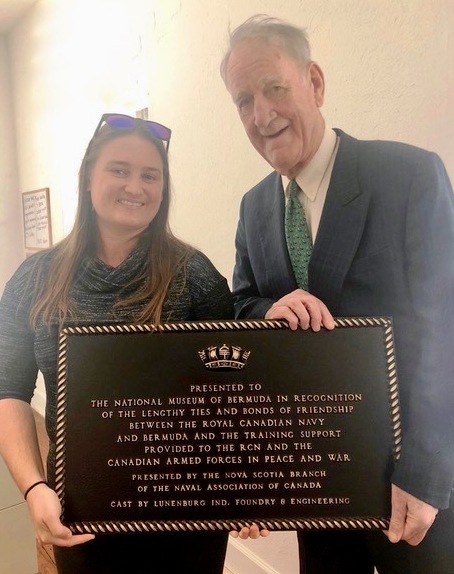 PRESENTED TO
THE NATIONAL MUSEUM OF BERMUDA IN RECOGNITION
OF THE LENGTHY TIES AND BONDS OF FRIENDSHIP
BETWEEN THE ROYAL CANADIAN NAVY
AND BERMUDA AND THE TRAINING SUPPORT
PROVIDED TO THE RCN AND THE
CANADIAN ARMED FORCES IN PEACE AND WAR
PRESENTED BY THE NOVA SCOTIA BRANCH
OF THE NAVAL ASSOCIATION OF CANADA
CAST BY LUNENBURG IND. FOUNDRY & ENGINEERING